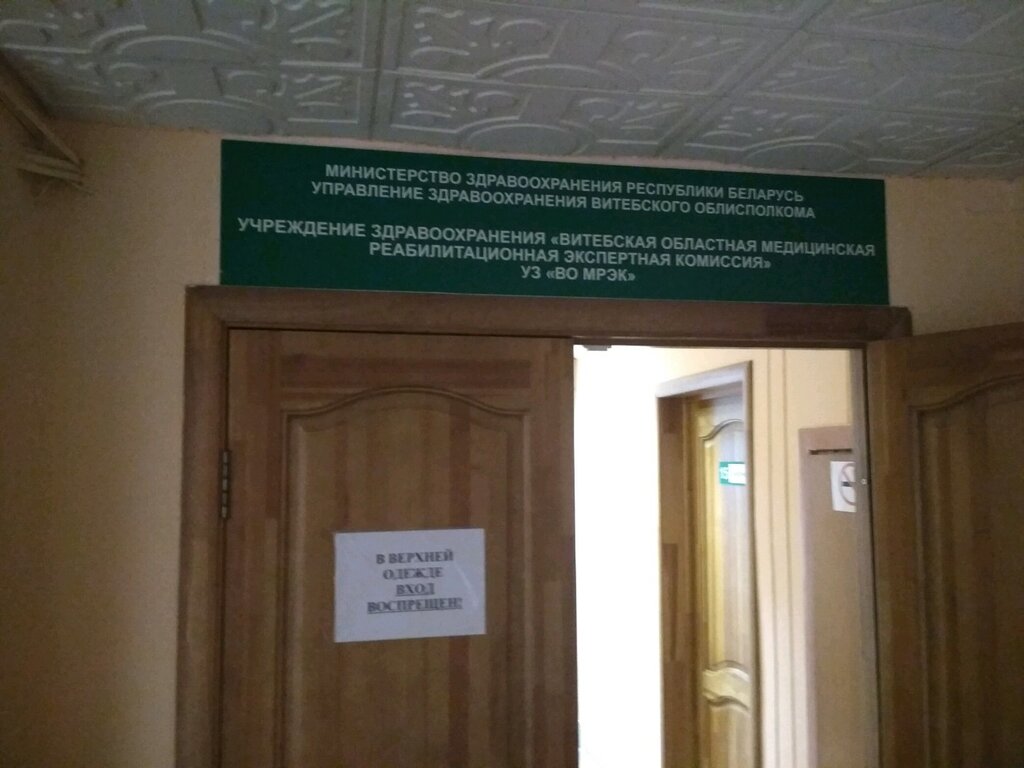 МИНИСТЕРСТВО ЗДРАВООХРАНЕНИЯ РЕСПУБЛИКИ БЕЛАРУСЬ
УПРАВЛЕНИЕ ЗДРАВООХРАНЕНИЯ ВИТЕБСКОГО ОБЛИСПОЛКОМА
УЧРЕЖДЕНИЕ ЗДРАВООХРАНЕНИЯ «ВИТЕБСКАЯ ОБЛАСТНАЯ МЕДИЦИНСКАЯ
РЕАБИЛИТАЦИОННАЯ ЭКСПЕРТНАЯ КОМИССИЯ»
УЗ «ВО МРЭК»
В ВЕРХНЕЙ
ОДЕЖДЕ
ВХОД
ВОСПРЕЩЕН!